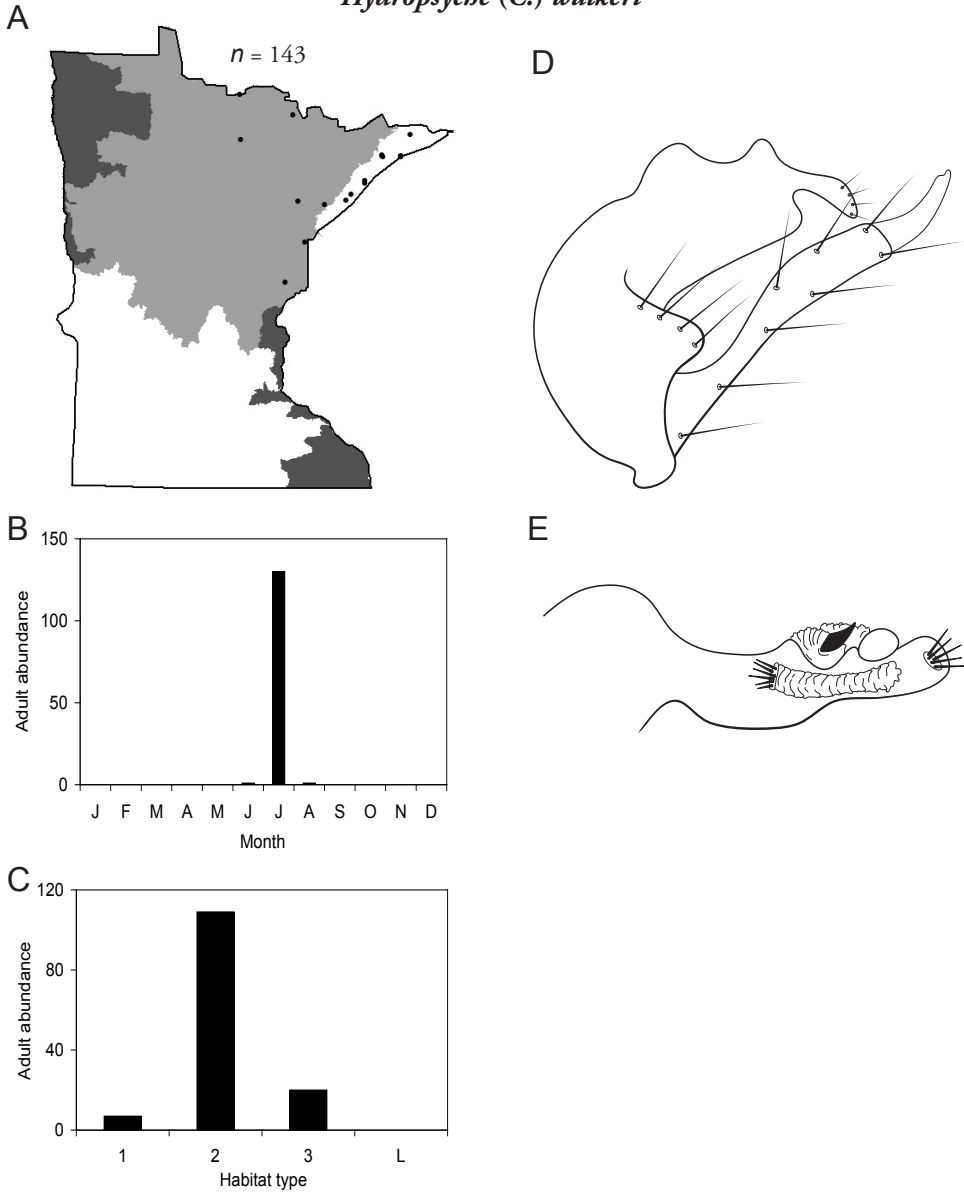 Hydropsyche (C.) walkeri
A
n = 143
D
B
150
100
50
0
Adult abundance
J F M A M J J A S O N D
Month
E
C
120
80
40
0
Adult abundance
1 2 3 L
Habitat type